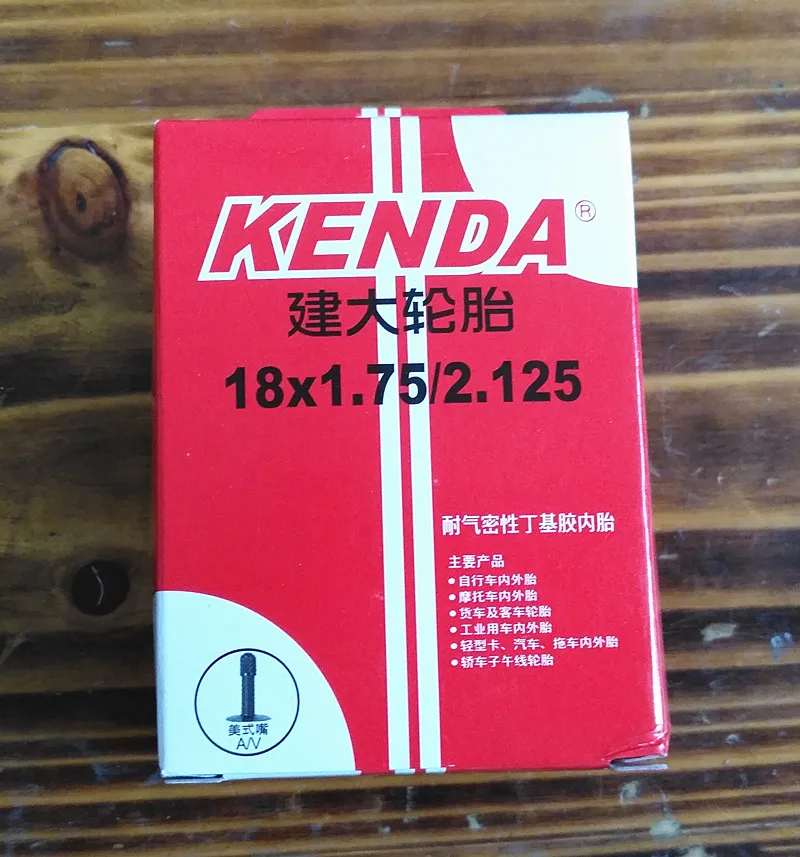 KENDA®
建大轮胎
18x1.75/2.125
耐气密性丁基胶内胎
主要产品
●自行车内外胎
●摩托车内外胎
●货车及客车轮胎
●工业用车内外胎
●轻型卡、汽车、拖车内外胎
●轿车子午线轮胎
美式嘴
A/V